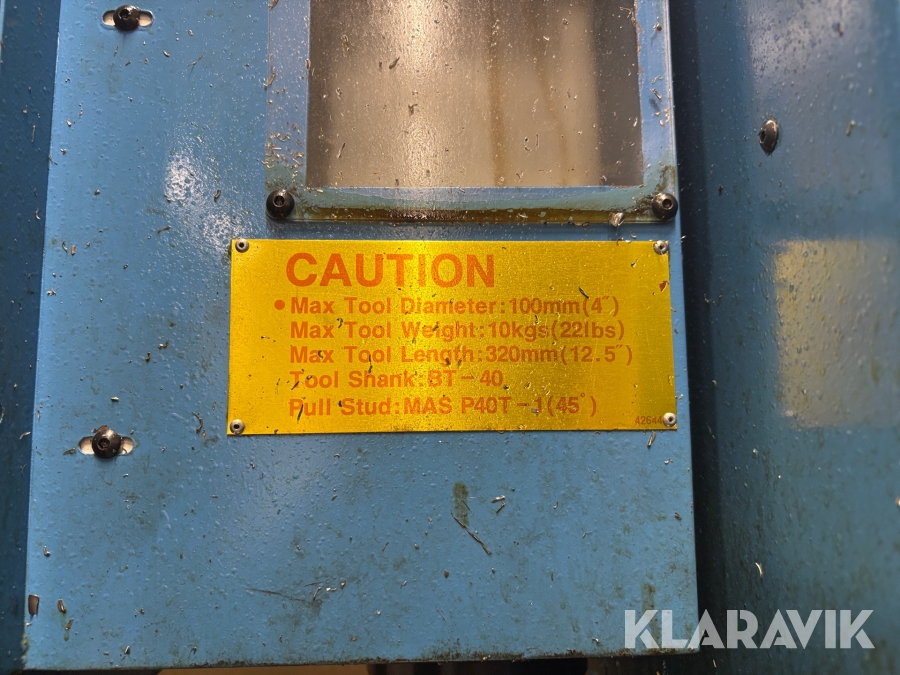 CAUTION
• Max Tool Diameter:100mm(4″)
Max Tool Weight:10kgs(22lbs)
Max Tool Length:320mm(12.5″)
Tool Shank:BT-40
Pull Stud:MAS P40T-1(45°)
KLARAVIK